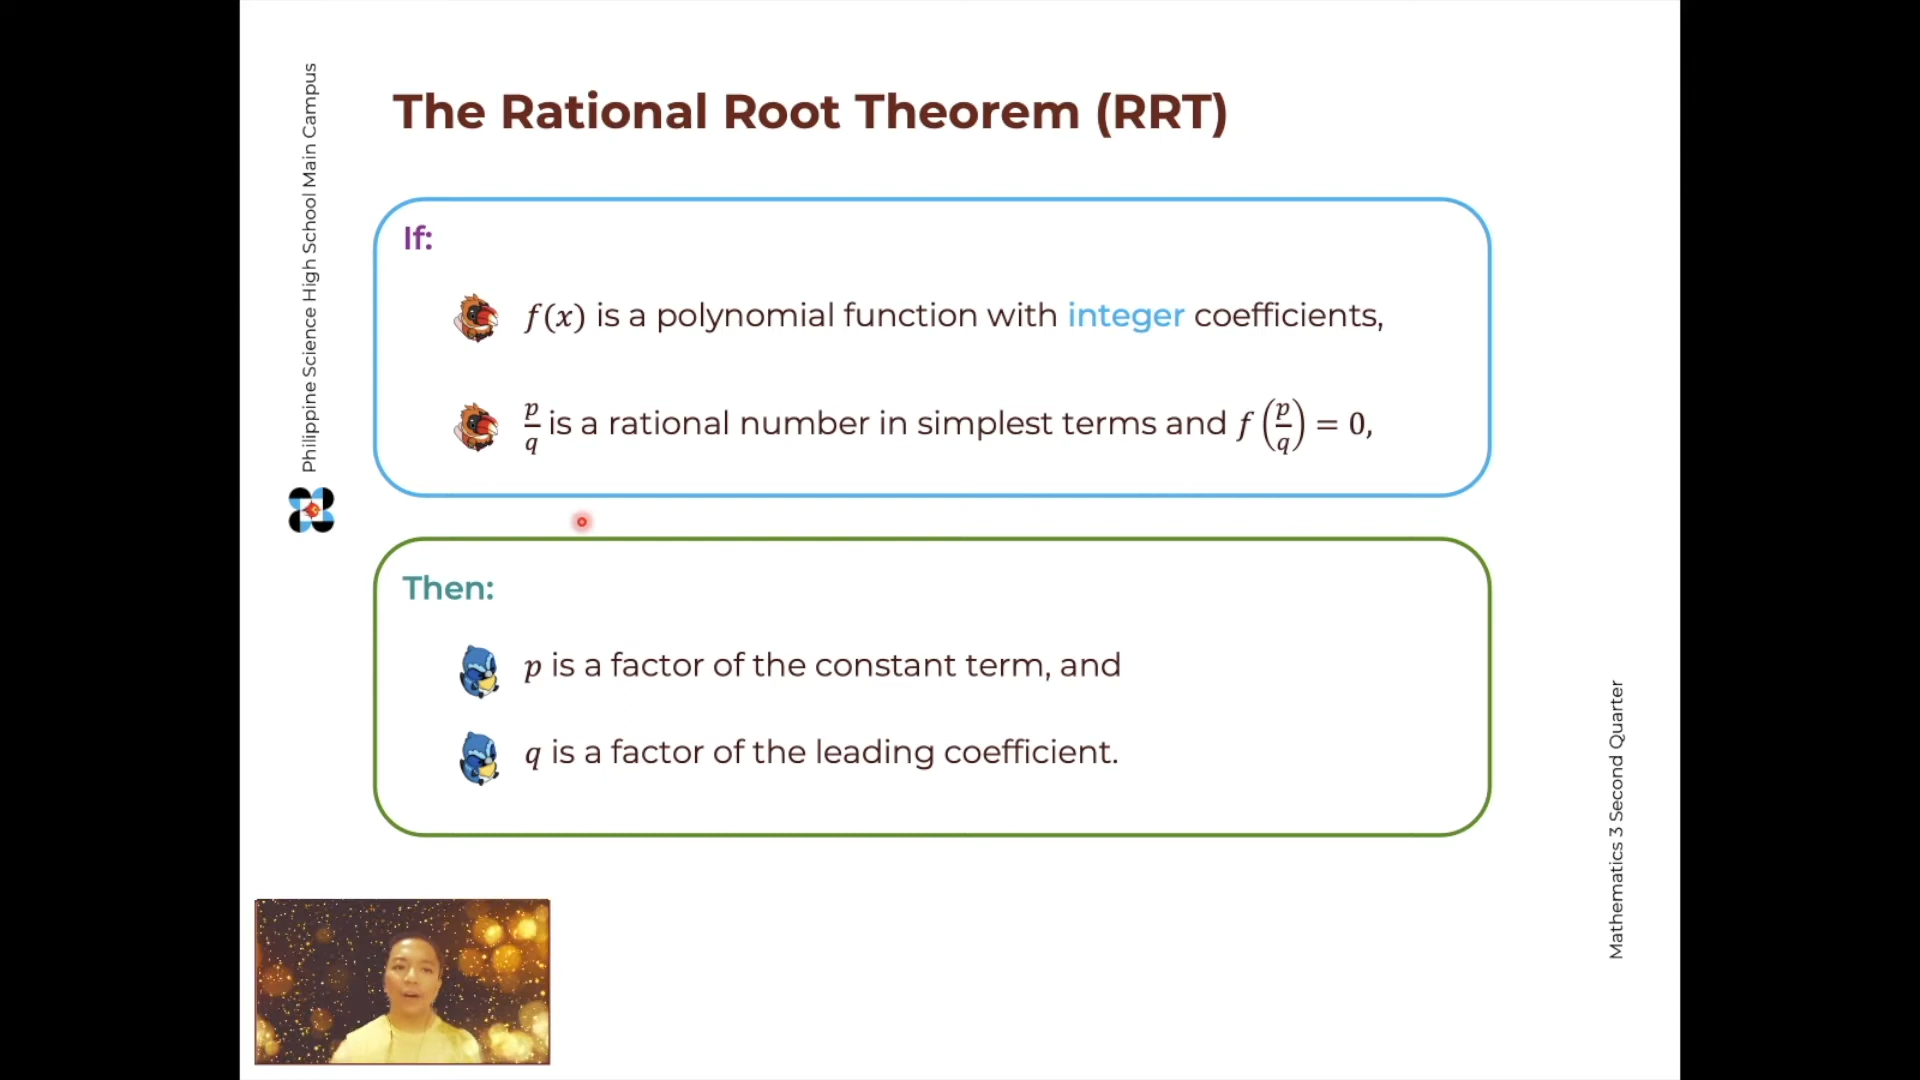 Philippine Science High School Main Campus
The Rational Root Theorem (RRT)
If:
f(x) is a polynomial function with integer coefficients,
p/q is a rational number in simplest terms and f(p/q) = 0,
Then:
p is a factor of the constant term, and
q is a factor of the leading coefficient.
Mathematics 3 Second Quarter